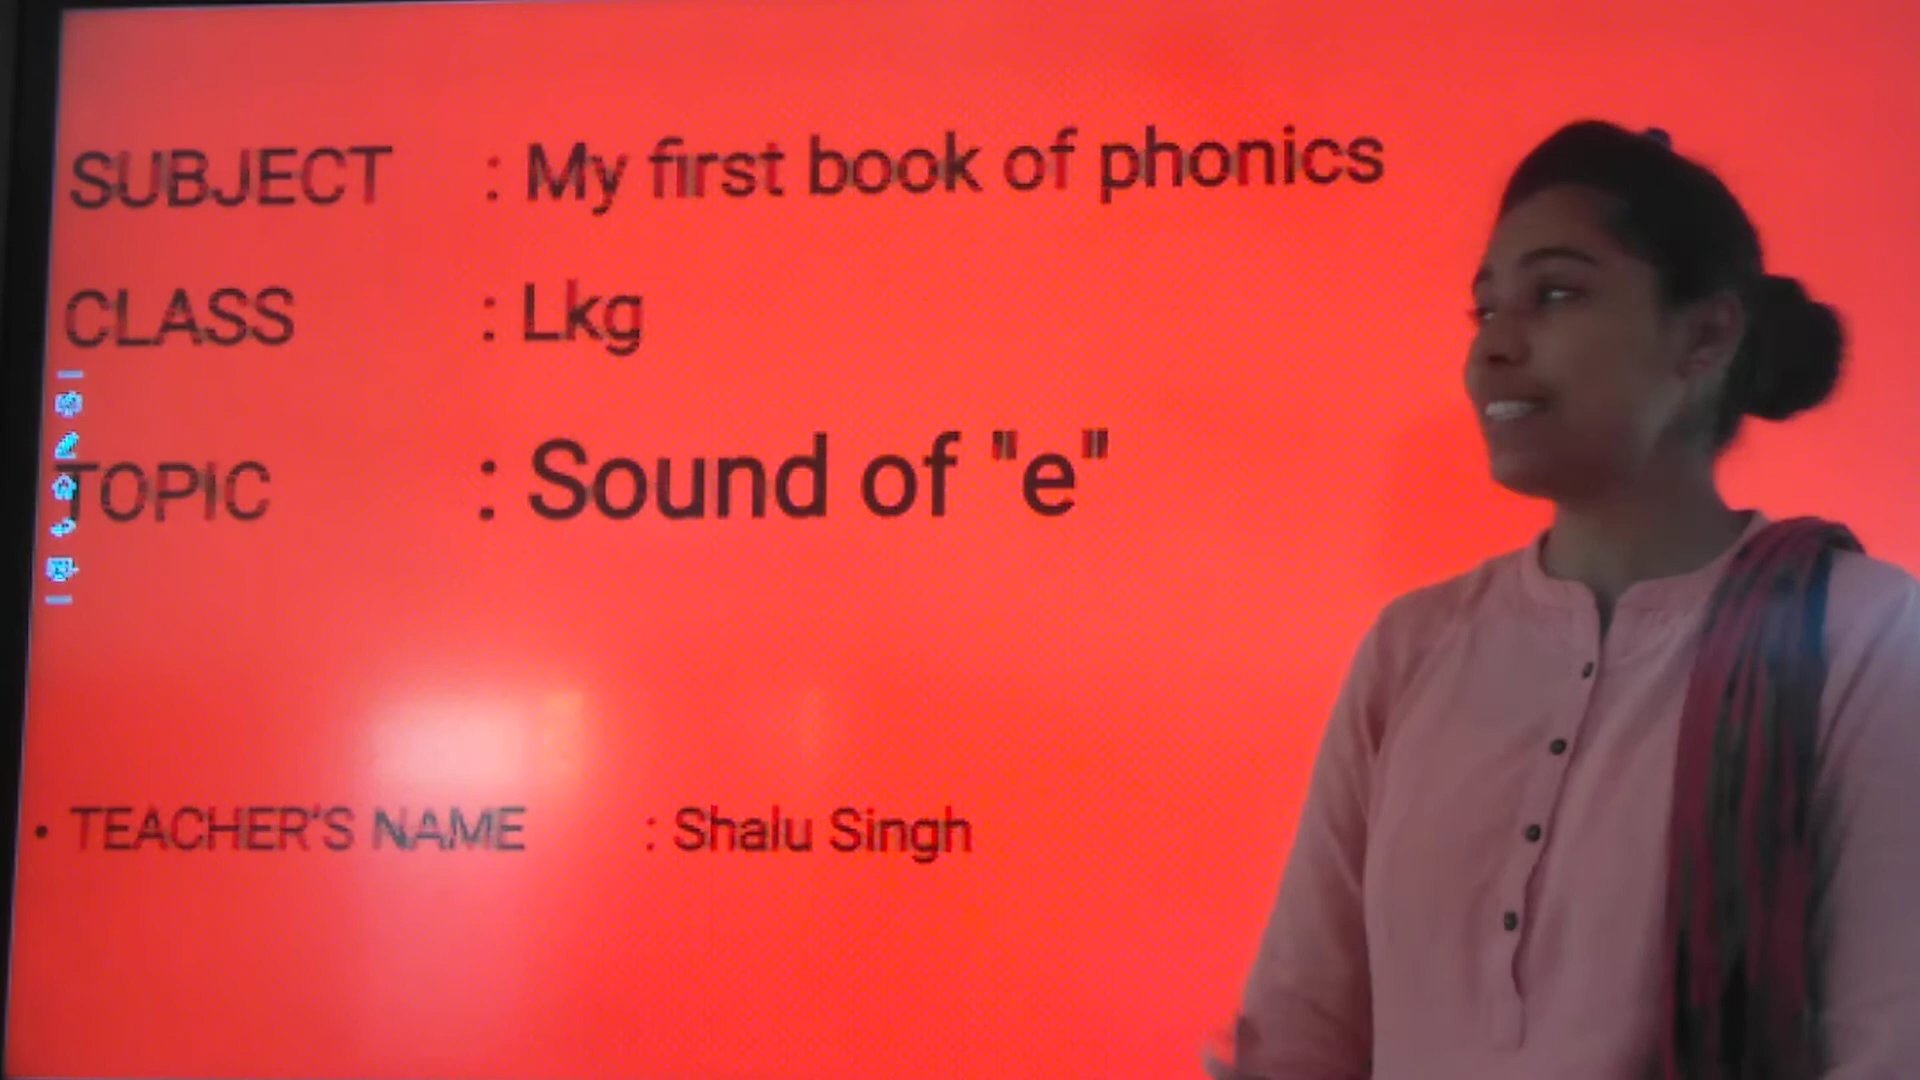 SUBJECT : My first book of phonics
CLASS : Lkg
TOPIC : Sound of "e"
• TEACHER'S NAME : Shalu Singh